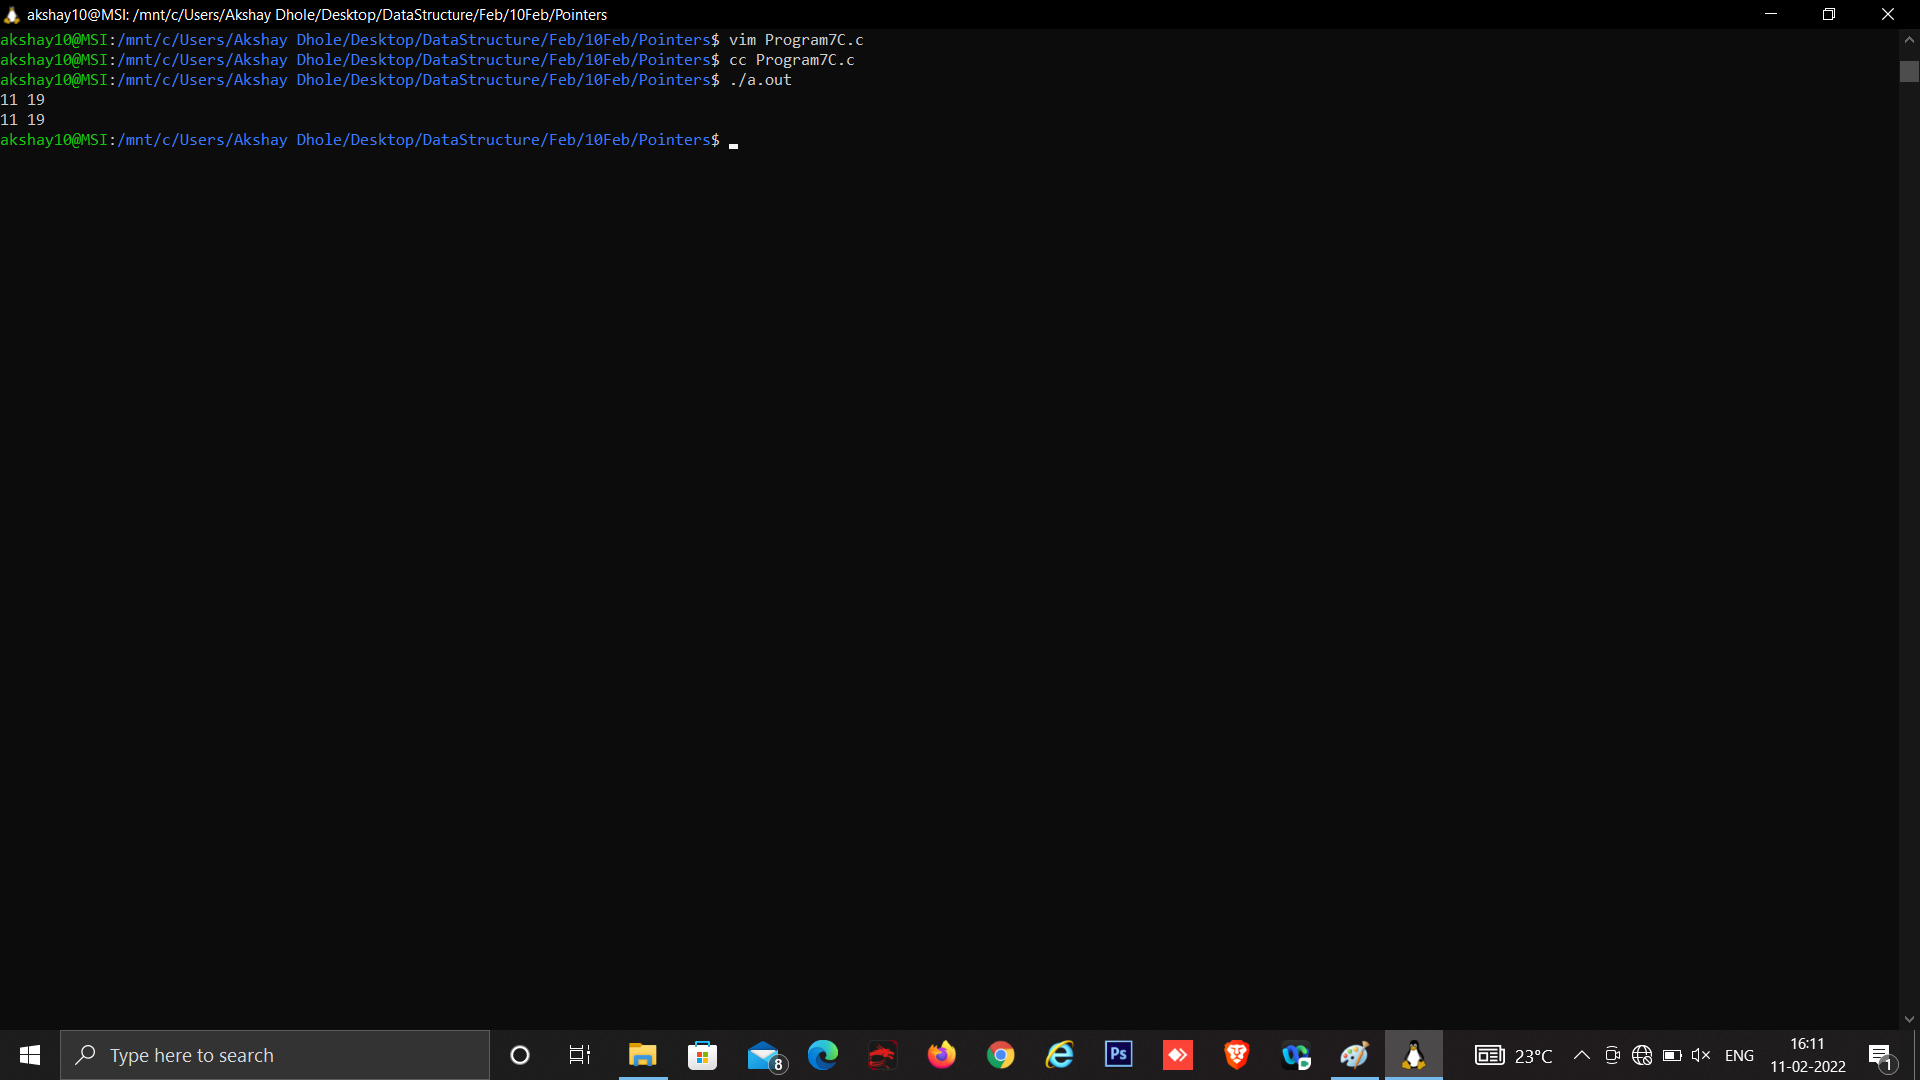 akshay10@MSI: /mnt/c/Users/Akshay Dhole/Desktop/DataStructure/Feb/10Feb/Pointers
akshay10@MSI:/mnt/c/Users/Akshay Dhole/Desktop/DataStructure/Feb/10Feb/Pointers$ vim Program7C.c
akshay10@MSI:/mnt/c/Users/Akshay Dhole/Desktop/DataStructure/Feb/10Feb/Pointers$ cc Program7C.c
akshay10@MSI:/mnt/c/Users/Akshay Dhole/Desktop/DataStructure/Feb/10Feb/Pointers$ ./a.out
11 19
11 19
akshay10@MSI:/mnt/c/Users/Akshay Dhole/Desktop/DataStructure/Feb/10Feb/Pointers$
Type here to search
8
Ps
23°C
ENG
16:11
11-02-2022
1